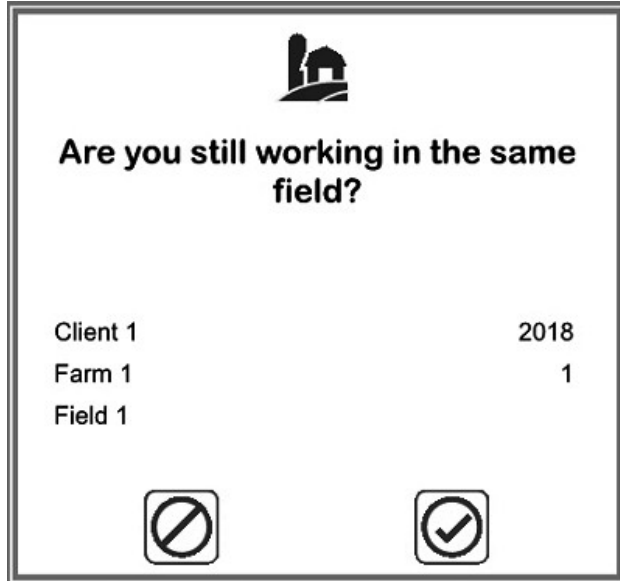 Are you still working in the same
field?
Client 1 2018
Farm 1 1
Field 1